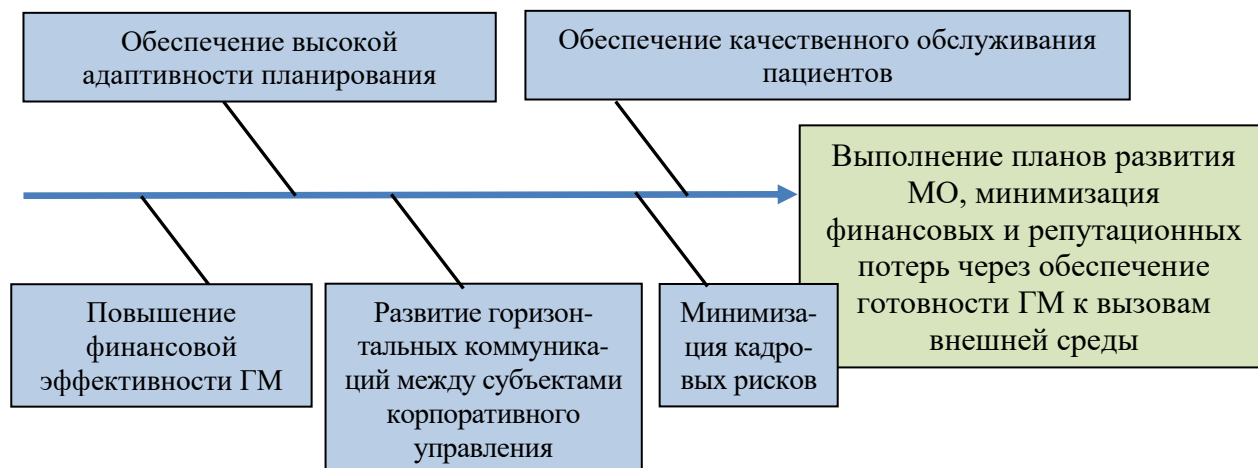 Обеспечение высокой
адаптивности планирования
Обеспечение качественного обслуживания
пациентов
Выполнение планов развития
МО, минимизация
финансовых и репутационных
потерь через обеспечение
готовности ГМ к вызовам
внешней среды
Повышение
финансовой
эффективности ГМ
Развитие горизон-
тальных коммуника-
ций между субъектами
корпоративного
управления
Минимиза-
ция кадро-
вых рисков